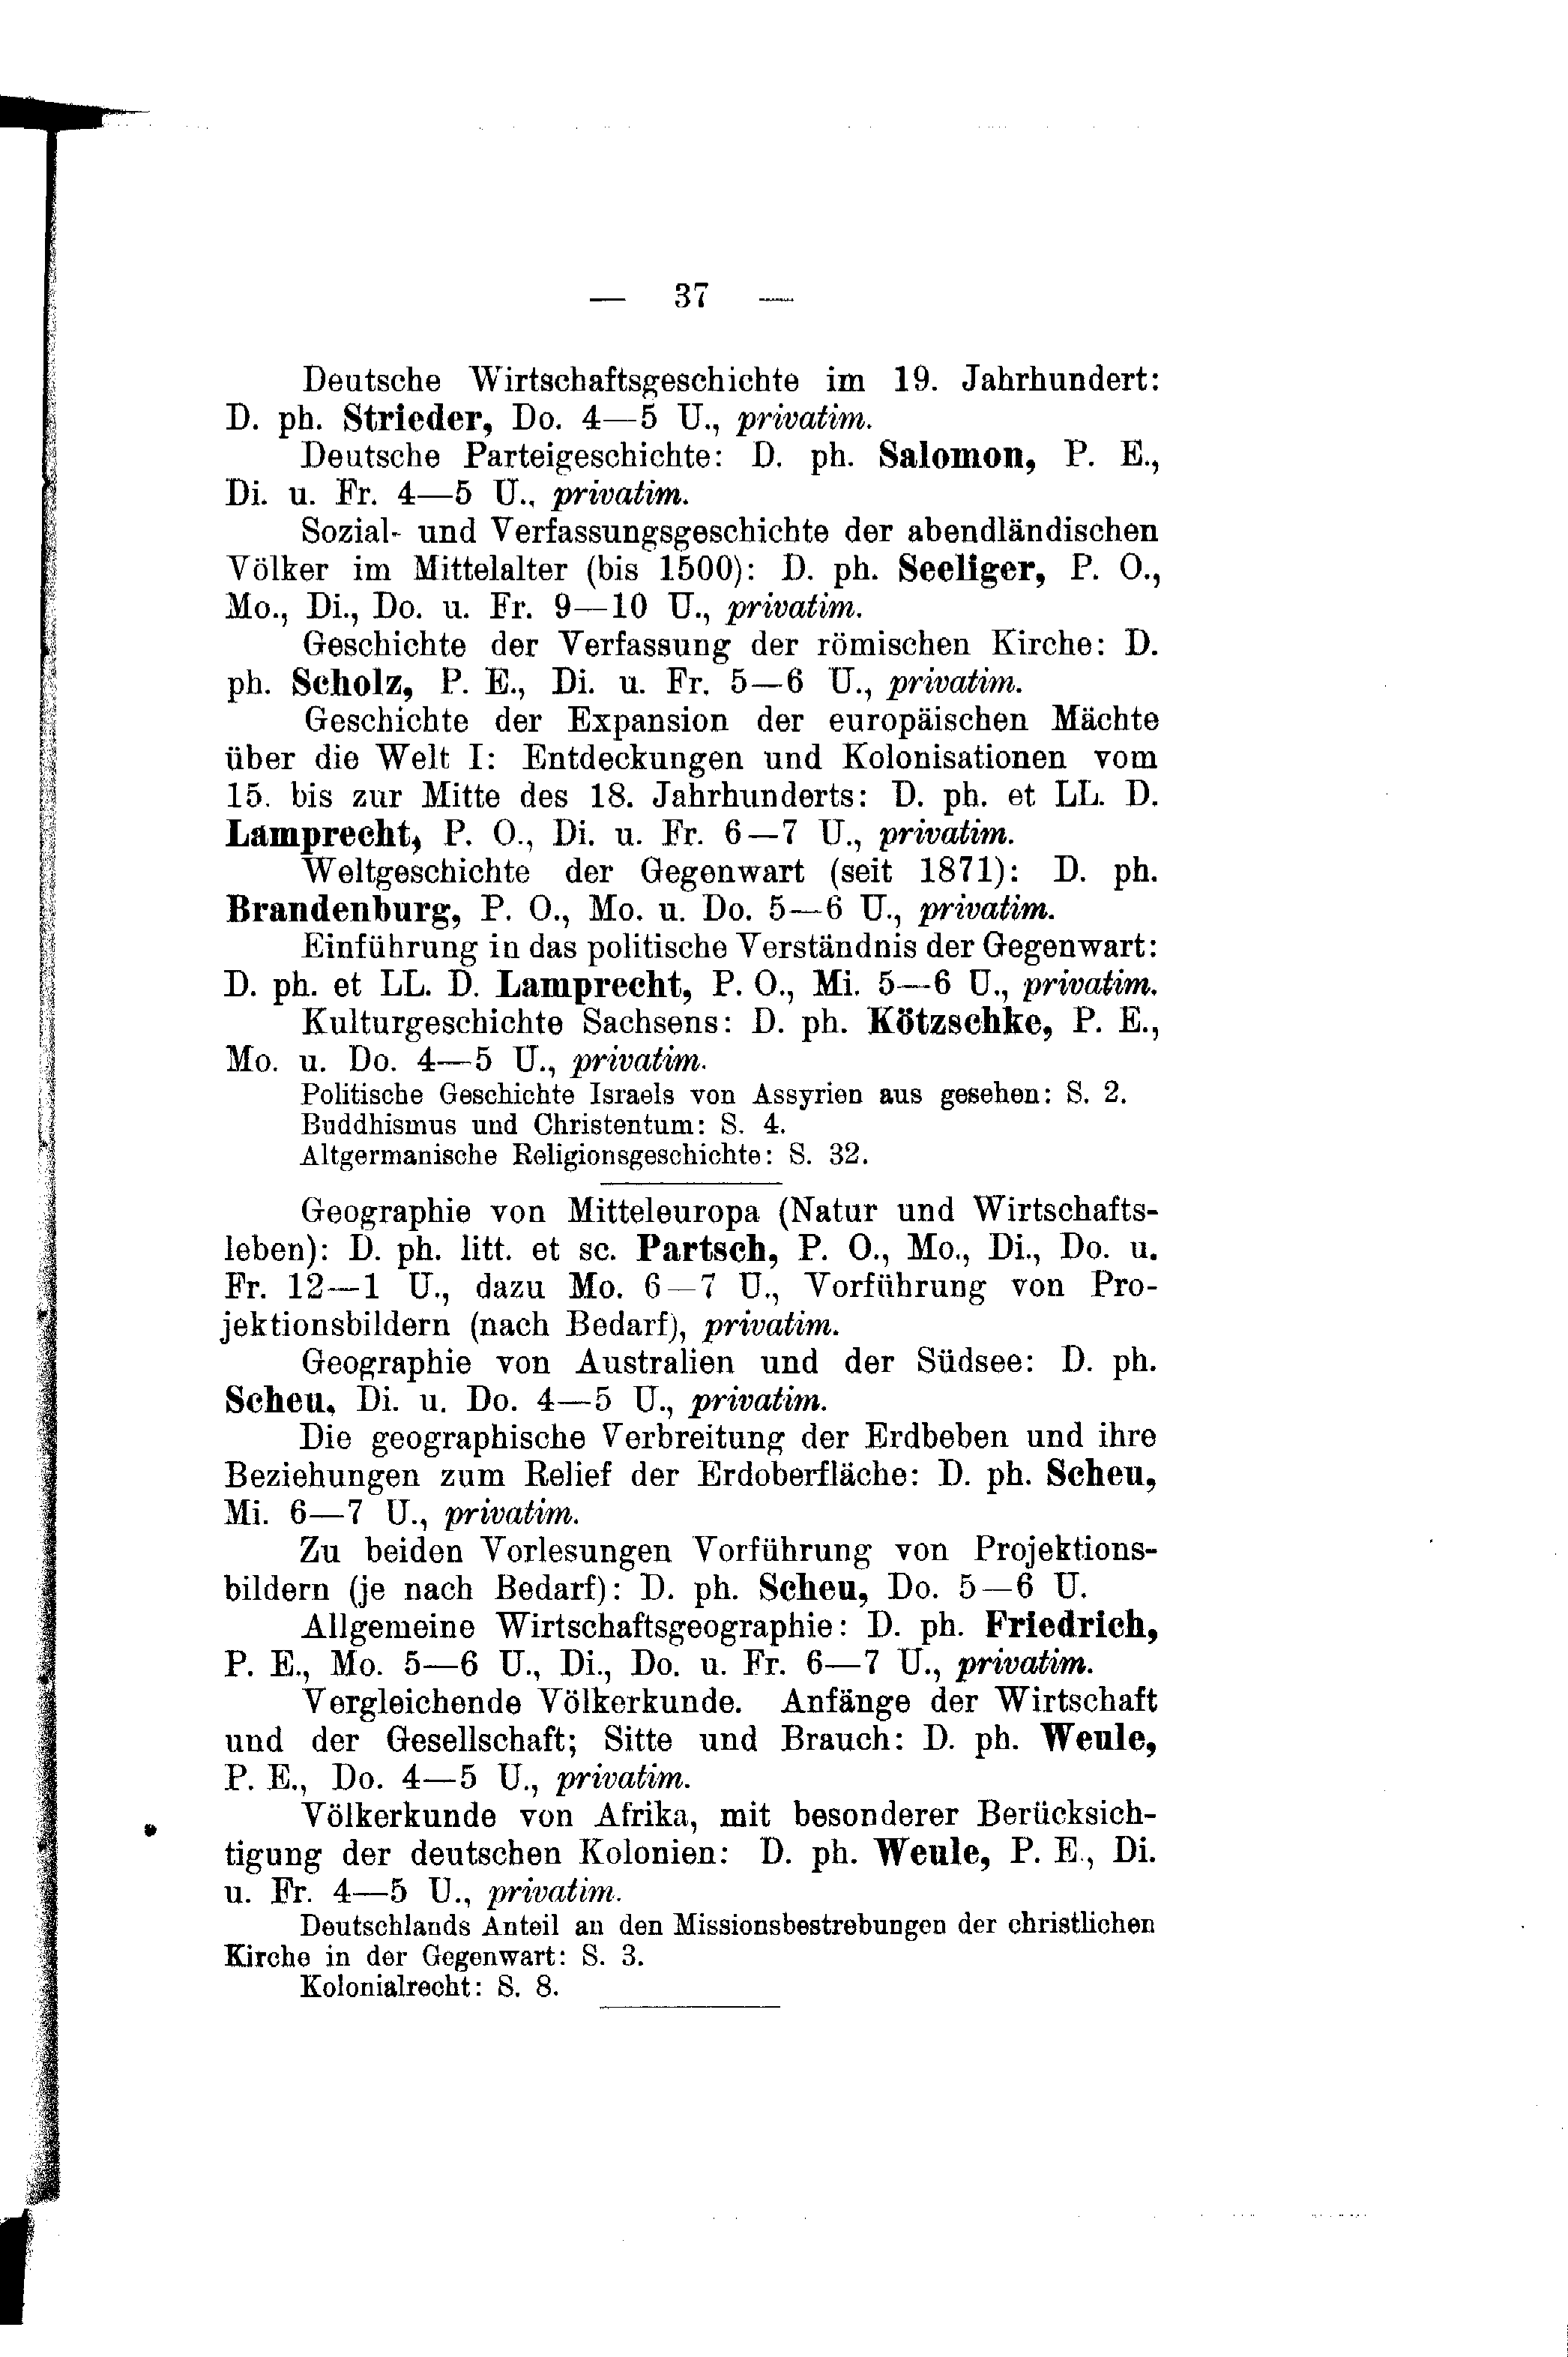 — 37 —
Deutsche Wirtschaftsgeschichte im 19. Jahrhundert:
D. ph. Strieder, Do. 4—5 U., privatim.
Deutsche Parteigeschichte: D. ph. Salomon, P. E.,
Di. u. Fr. 4—5 U., privatim.
Sozial- und Verfassungsgeschichte der abendländischen
Völker im Mittelalter (bis 1500): D. ph. Seeliger, P. O.,
Mo., Di., Do. u. Fr. 9—10 U., privatim.
Geschichte der Verfassung der römischen Kirche: D.
ph. Scholz, P. E., Di. u. Fr. 5—6 U., privatim.
Geschichte der Expansion der europäischen Mächte
über die Welt I: Entdeckungen und Kolonisationen vom
15. bis zur Mitte des 18. Jahrhunderts: D. ph. et LL. D.
Lamprecht, P. O., Di. u. Fr. 6—7 U., privatim.
Weltgeschichte der Gegenwart (seit 1871): D. ph.
Brandenburg, P. O., Mo. u. Do. 5—6 U., privatim.
Einführung in das politische Verständnis der Gegenwart:
D. ph. et LL. D. Lamprecht, P. O., Mi. 5—6 U., privatim.
Kulturgeschichte Sachsens: D. ph. Kötzschke, P. E.,
Mo. u. Do. 4—5 U., privatim.
Politische Geschichte Israels von Assyrien aus gesehen: S. 2.
Buddhismus und Christentum: S. 4.
Altgermanische Religionsgeschichte: S. 32.
Geographie von Mitteleuropa (Natur und Wirtschafts-
leben): D. ph. litt. et sc. Partsch, P. O., Mo., Di., Do. u.
Fr. 12—1 U., dazu Mo. 6—7 U., Vorführung von Pro-
jektionsbildern (nach Bedarf), privatim.
Geographie von Australien und der Südsee: D. ph.
Scheu, Di. u. Do. 4—5 U., privatim.
Die geographische Verbreitung der Erdbeben und ihre
Beziehungen zum Relief der Erdoberfläche: D. ph. Scheu,
Mi. 6—7 U., privatim.
Zu beiden Vorlesungen Vorführung von Projektions-
bildern (je nach Bedarf): D. ph. Scheu, Do. 5—6 U.
Allgemeine Wirtschaftsgeographie: D. ph. Friedrich,
P. E., Mo. 5—6 U., Di., Do. u. Fr. 6—7 U., privatim.
Vergleichende Völkerkunde. Anfänge der Wirtschaft
und der Gesellschaft; Sitte und Brauch: D. ph. Weule,
P. E., Do. 4—5 U., privatim.
Völkerkunde von Afrika, mit besonderer Berücksich-
tigung der deutschen Kolonien: D. ph. Weule, P. E., Di.
u. Fr. 4—5 U., privatim.
Deutschlands Anteil an den Missionsbestrebungen der christlichen
Kirche in der Gegenwart: S. 3.
Kolonialrecht: S. 8.